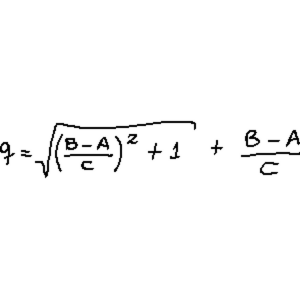 q = √((B-A)/C)² + 1) + (B-A)/C